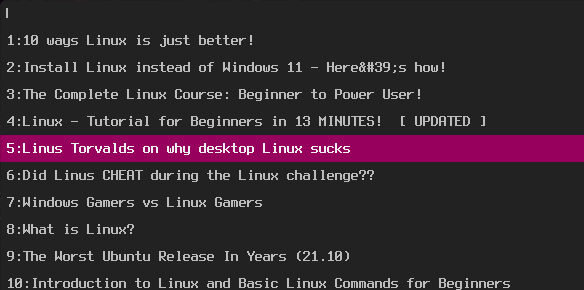 1:10 ways Linux is just better!
2:Install Linux instead of Windows 11 - Here&#39;s how!
3:The Complete Linux Course: Beginner to Power User!
4:Linux - Tutorial for Beginners in 13 MINUTES!  [ UPDATED ]
5:Linus Torvalds on why desktop Linux sucks
6:Did Linus CHEAT during the Linux challenge??
7:Windows Gamers vs Linux Gamers
8:What is Linux?
9:The Worst Ubuntu Release In Years (21.10)
10:Introduction to Linux and Basic Linux Commands for Beginners